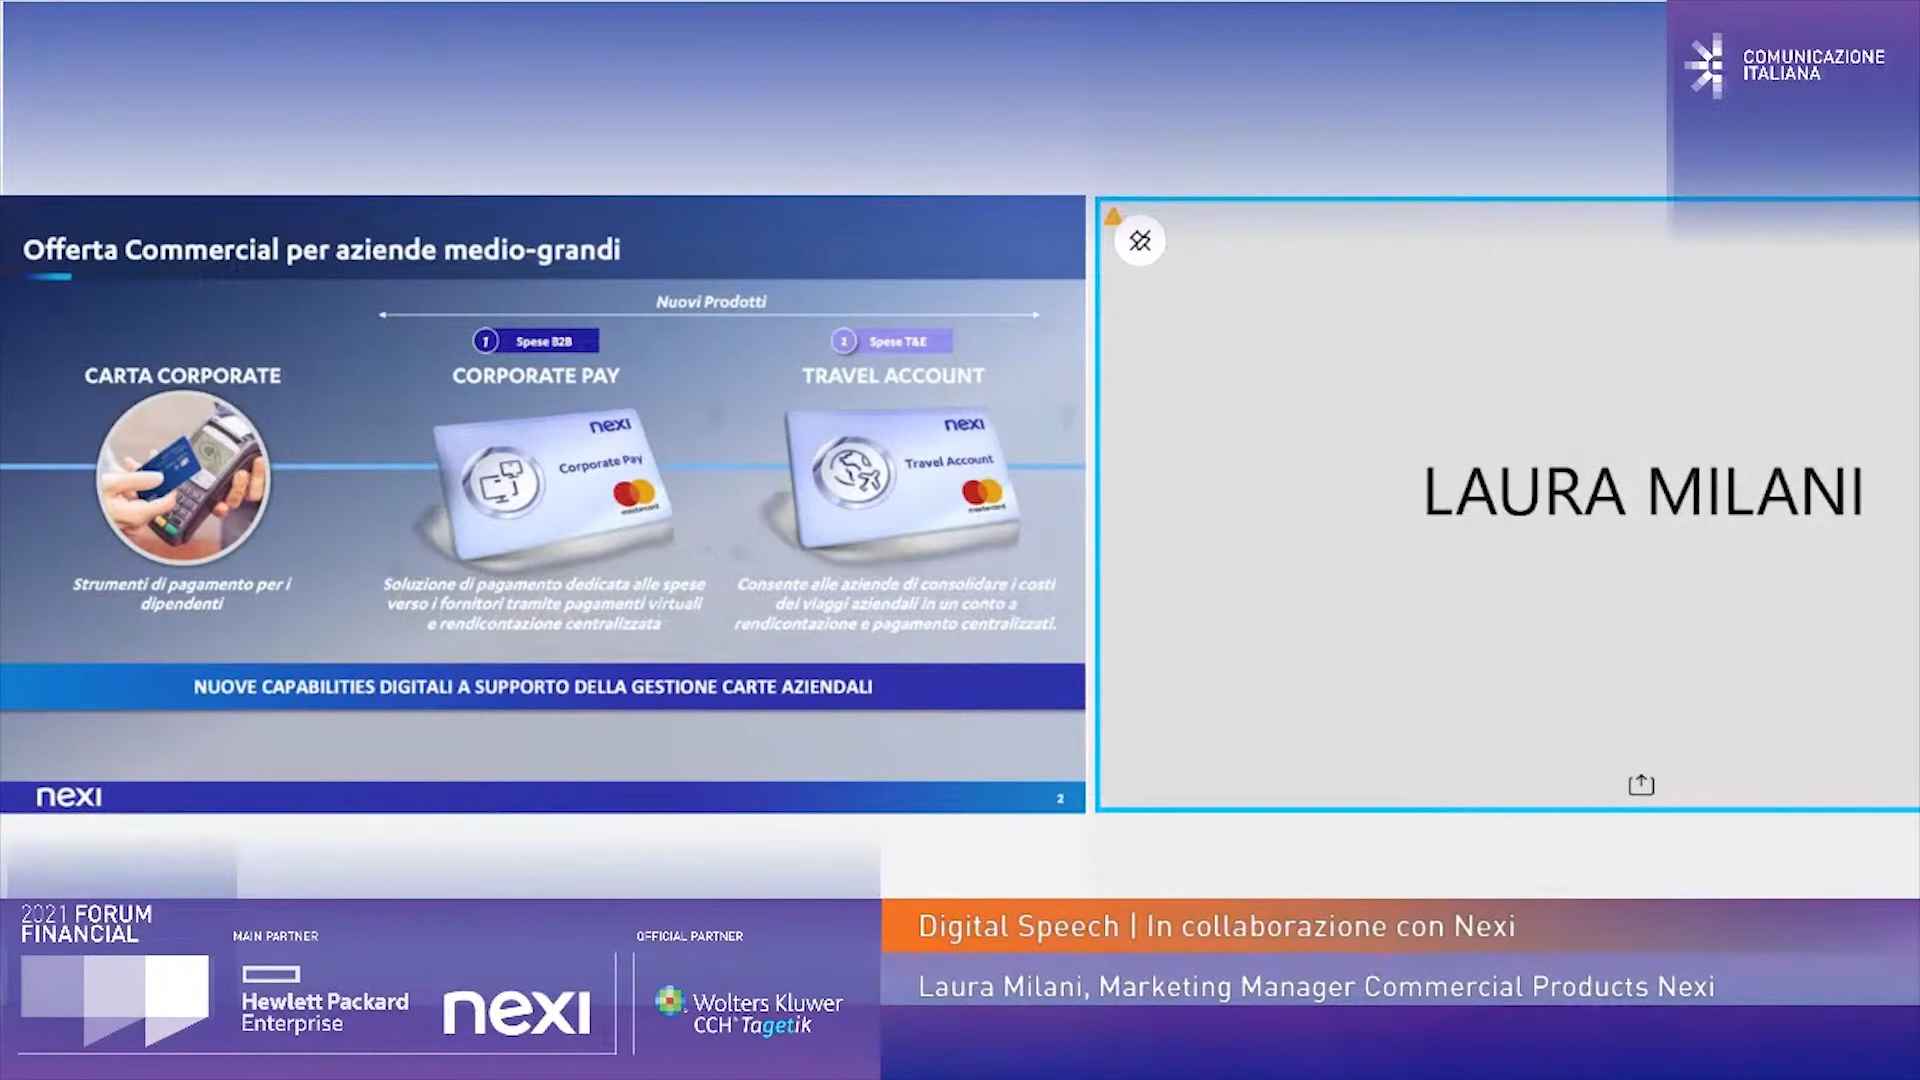 COMUNICAZIONE
ITALIANA
Offerta Commercial per aziende medio-grandi
Nuovi Prodotti
1 Spese B2B
2 Spese T&E
CARTA CORPORATE
CORPORATE PAY
TRAVEL ACCOUNT
nexi
Corporate Pay
mastercard
nexi
Travel Account
mastercard
Strumenti di pagamento per i
dipendenti
Soluzione di pagamento dedicata alle spese
verso i fornitori tramite pagamenti virtuali
e rendicontazione centralizzata
Consente alle aziende di consolidare i costi
dei viaggi aziendali in un conto a
rendicontazione e pagamento centralizzati.
NUOVE CAPABILITIES DIGITALI A SUPPORTO DELLA GESTIONE CARTE AZIENDALI
nexi
2
LAURA MILANI
2021 FORUM
FINANCIAL
MAIN PARTNER
Hewlett Packard
Enterprise
nexi
OFFICIAL PARTNER
Wolters Kluwer
CCH® Tagetik
Digital Speech | In collaborazione con Nexi
Laura Milani, Marketing Manager Commercial Products Nexi